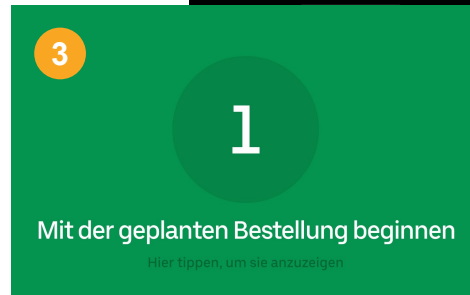 3
1
Mit der geplanten Bestellung beginnen
Hier tippen, um sie anzuzeigen